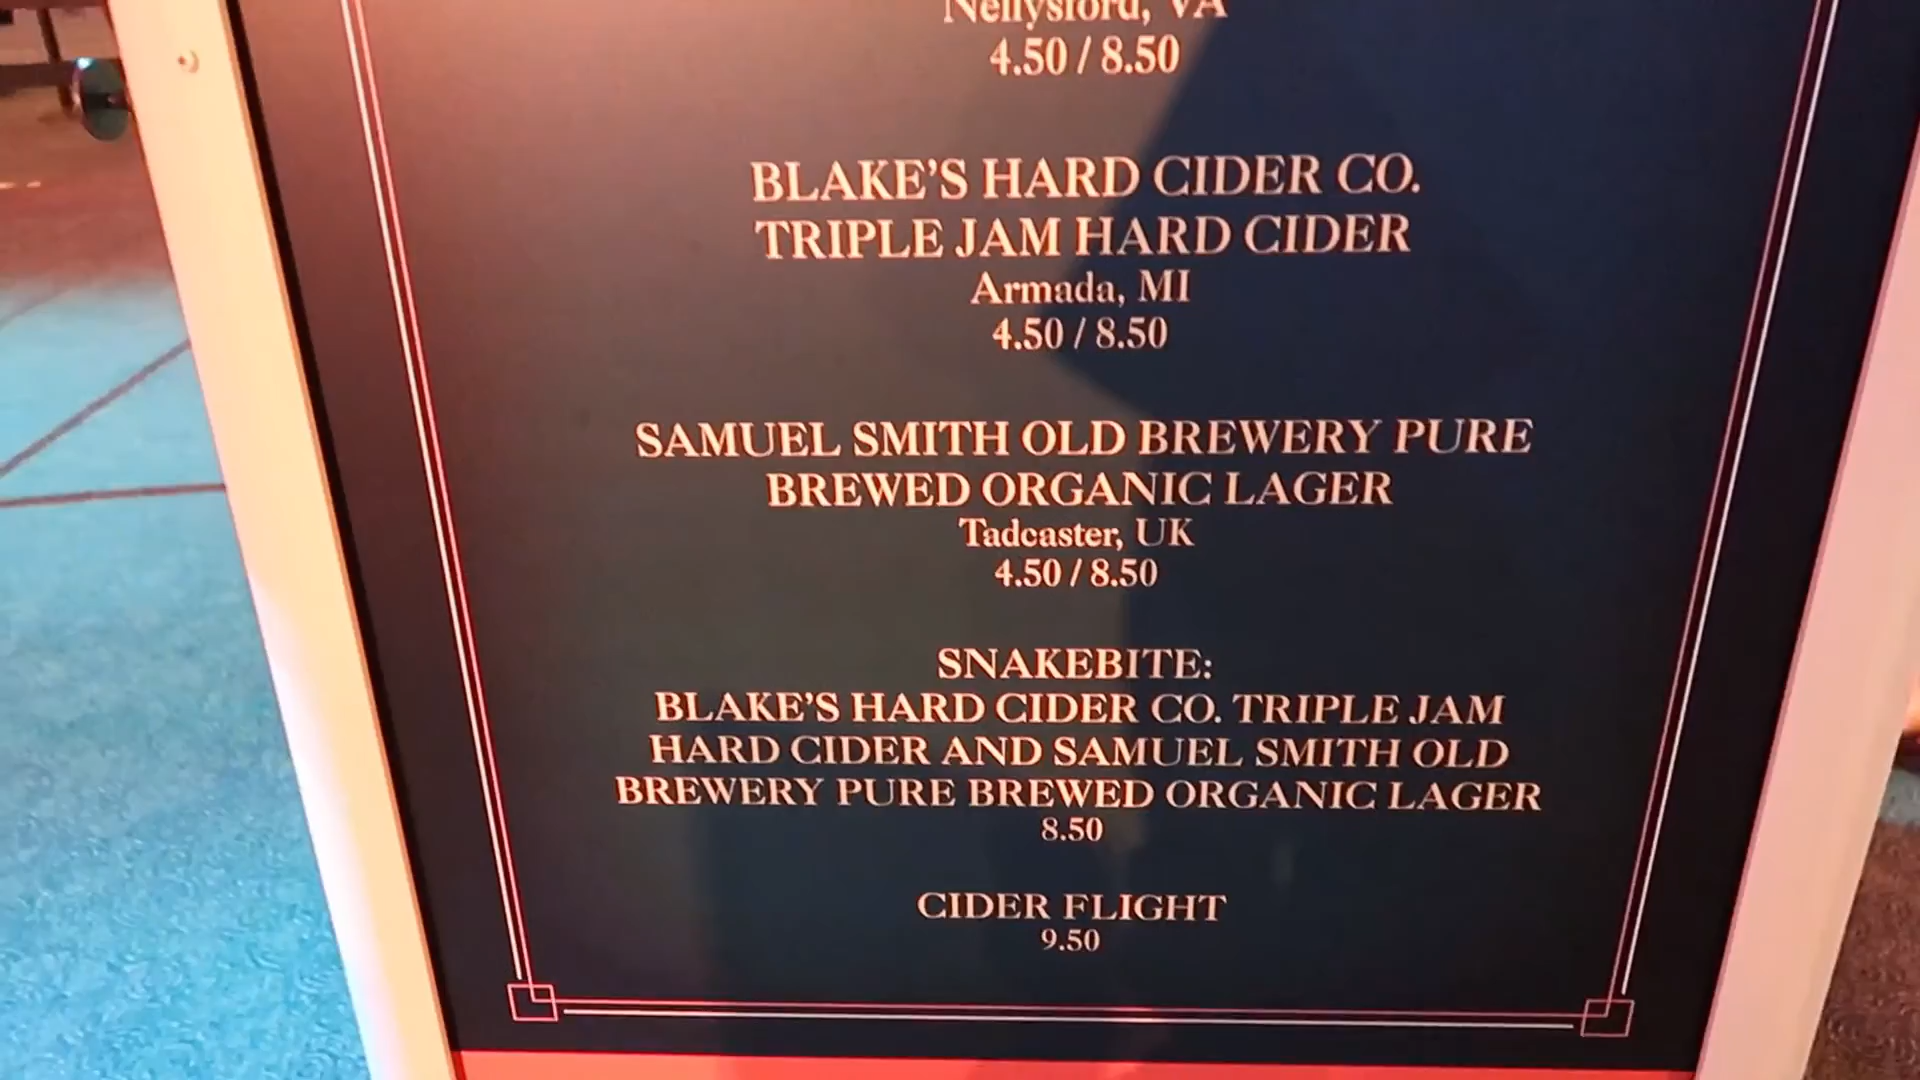 Nellysford, VA
4.50 / 8.50
BLAKE'S HARD CIDER CO.
TRIPLE JAM HARD CIDER
Armada, MI
4.50 / 8.50
SAMUEL SMITH OLD BREWERY PURE
BREWED ORGANIC LAGER
Tadcaster, UK
4.50 / 8.50
SNAKEBITE:
BLAKE'S HARD CIDER CO. TRIPLE JAM
HARD CIDER AND SAMUEL SMITH OLD
BREWERY PURE BREWED ORGANIC LAGER
8.50
CIDER FLIGHT
9.50